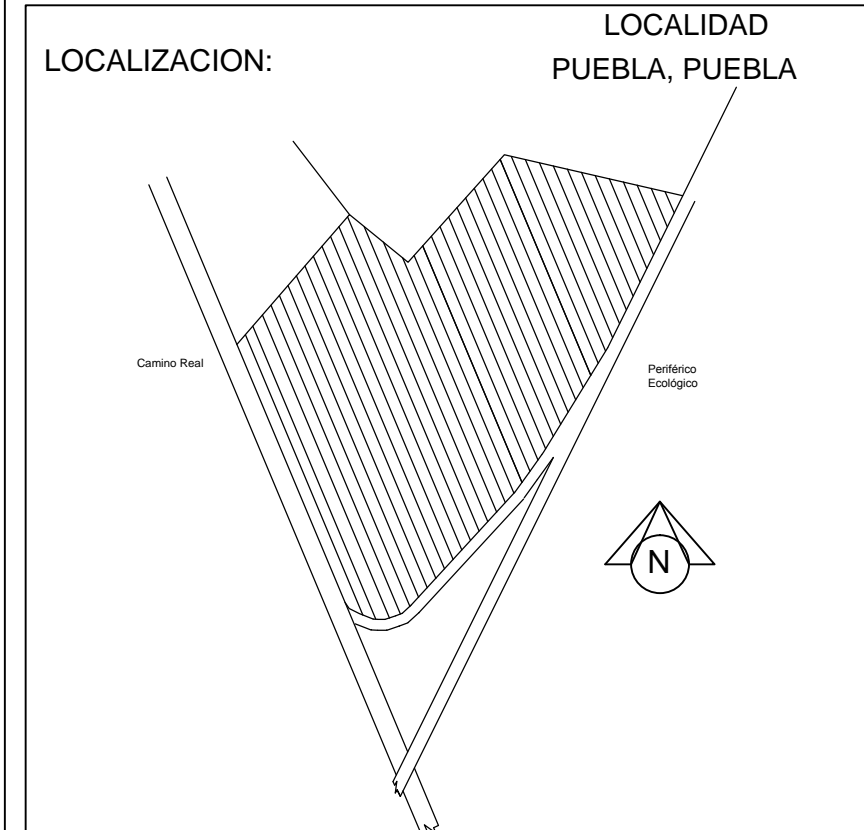 LOCALIZACION:
LOCALIDAD
PUEBLA, PUEBLA
Camino Real
Periférico
Ecológico
N